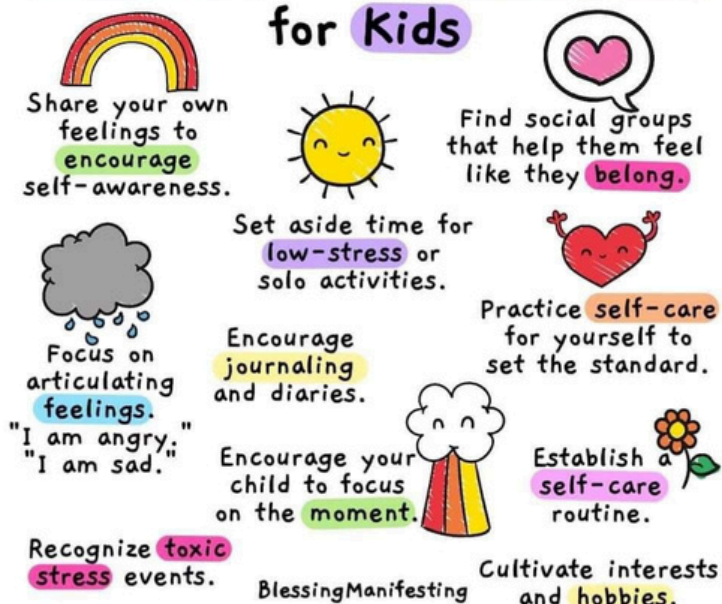 for Kids
Share your own
feelings to
encourage
self-awareness.
Find social groups
that help them feel
like they belong.
Set aside time for
low-stress or
solo activities.
Practice self-care
for yourself to
set the standard.
Focus on
articulating
feelings.
"I am angry."
"I am sad."
Encourage
journaling
and diaries.
Encourage your
child to focus
on the moment.
Establish a
self-care
routine.
Recognize toxic
stress events.
BlessingManifesting
Cultivate interests
and hobbies.